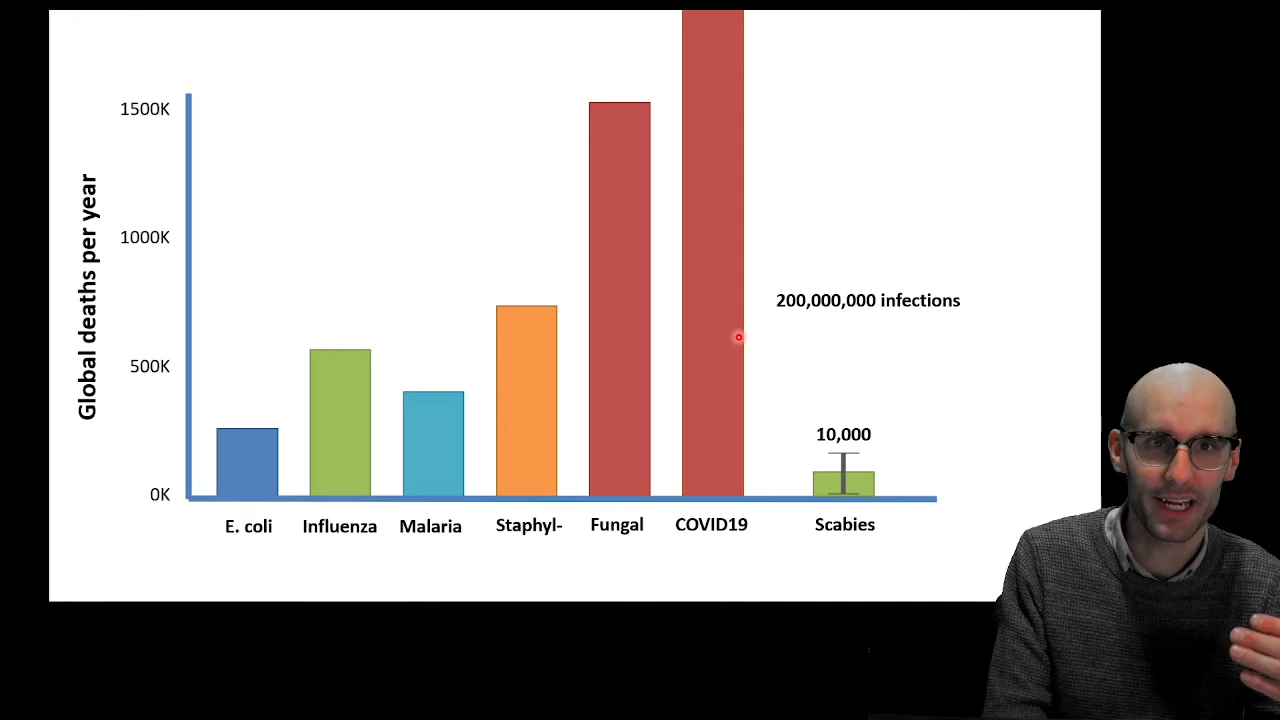 Global deaths per year
1500K
1000K
500K
0K
200,000,000 infections
10,000
E. coli
Influenza
Malaria
Staphyl-
Fungal
COVID19
Scabies